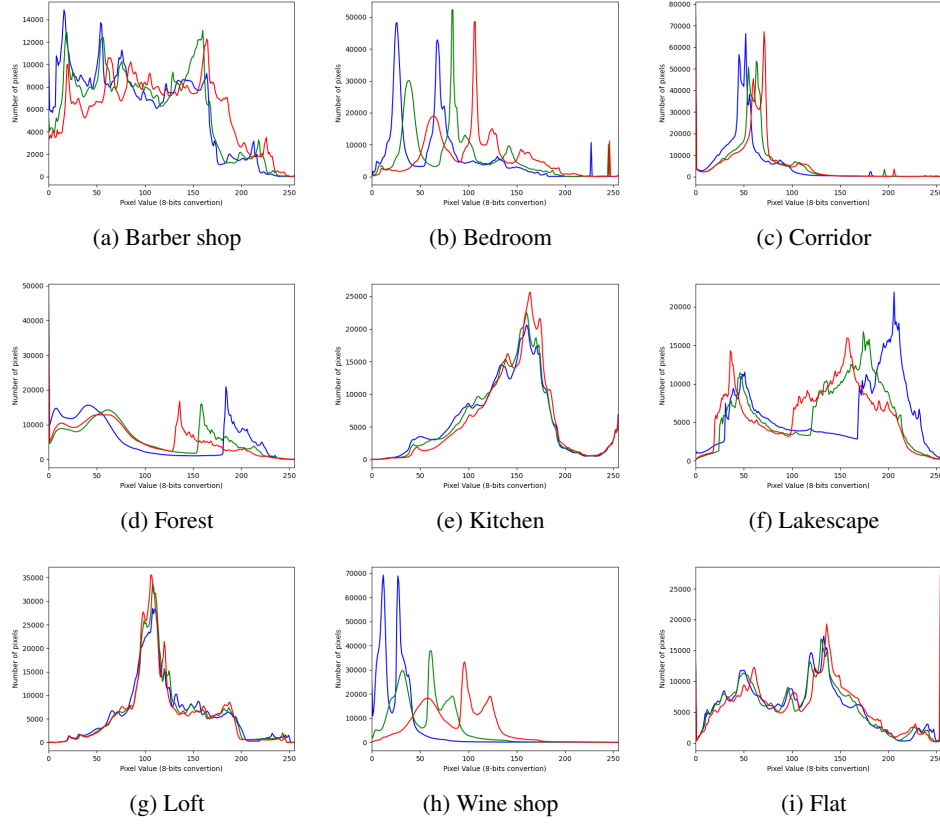 14000
12000
10000
8000
6000
4000
2000
0
Number of pixels
0 50 100 150 200 250
Pixel Value (8-bits convertion)
(a) Barber shop
50000
40000
30000
20000
10000
0
Number of pixels
0 50 100 150 200 250
Pixel Value (8-bits convertion)
(b) Bedroom
80000
70000
60000
50000
40000
30000
20000
10000
0
Number of pixels
0 50 100 150 200 250
Pixel Value (8-bits convertion)
(c) Corridor
50000
40000
30000
20000
10000
0
Number of pixels
0 50 100 150 200 250
Pixel Value (8-bits convertion)
(d) Forest
25000
20000
15000
10000
5000
0
Number of pixels
0 50 100 150 200 250
Pixel Value (8-bits convertion)
(e) Kitchen
20000
15000
10000
5000
0
Number of pixels
0 50 100 150 200 250
Pixel Value (8-bits convertion)
(f) Lakescape
35000
30000
25000
20000
15000
10000
5000
0
Number of pixels
0 50 100 150 200 250
Pixel Value (8-bits convertion)
(g) Loft
70000
60000
50000
40000
30000
20000
10000
0
Number of pixels
0 50 100 150 200 250
Pixel Value (8-bits convertion)
(h) Wine shop
25000
20000
15000
10000
5000
0
Number of pixels
0 50 100 150 200 250
Pixel Value (8-bits convertion)
(i) Flat